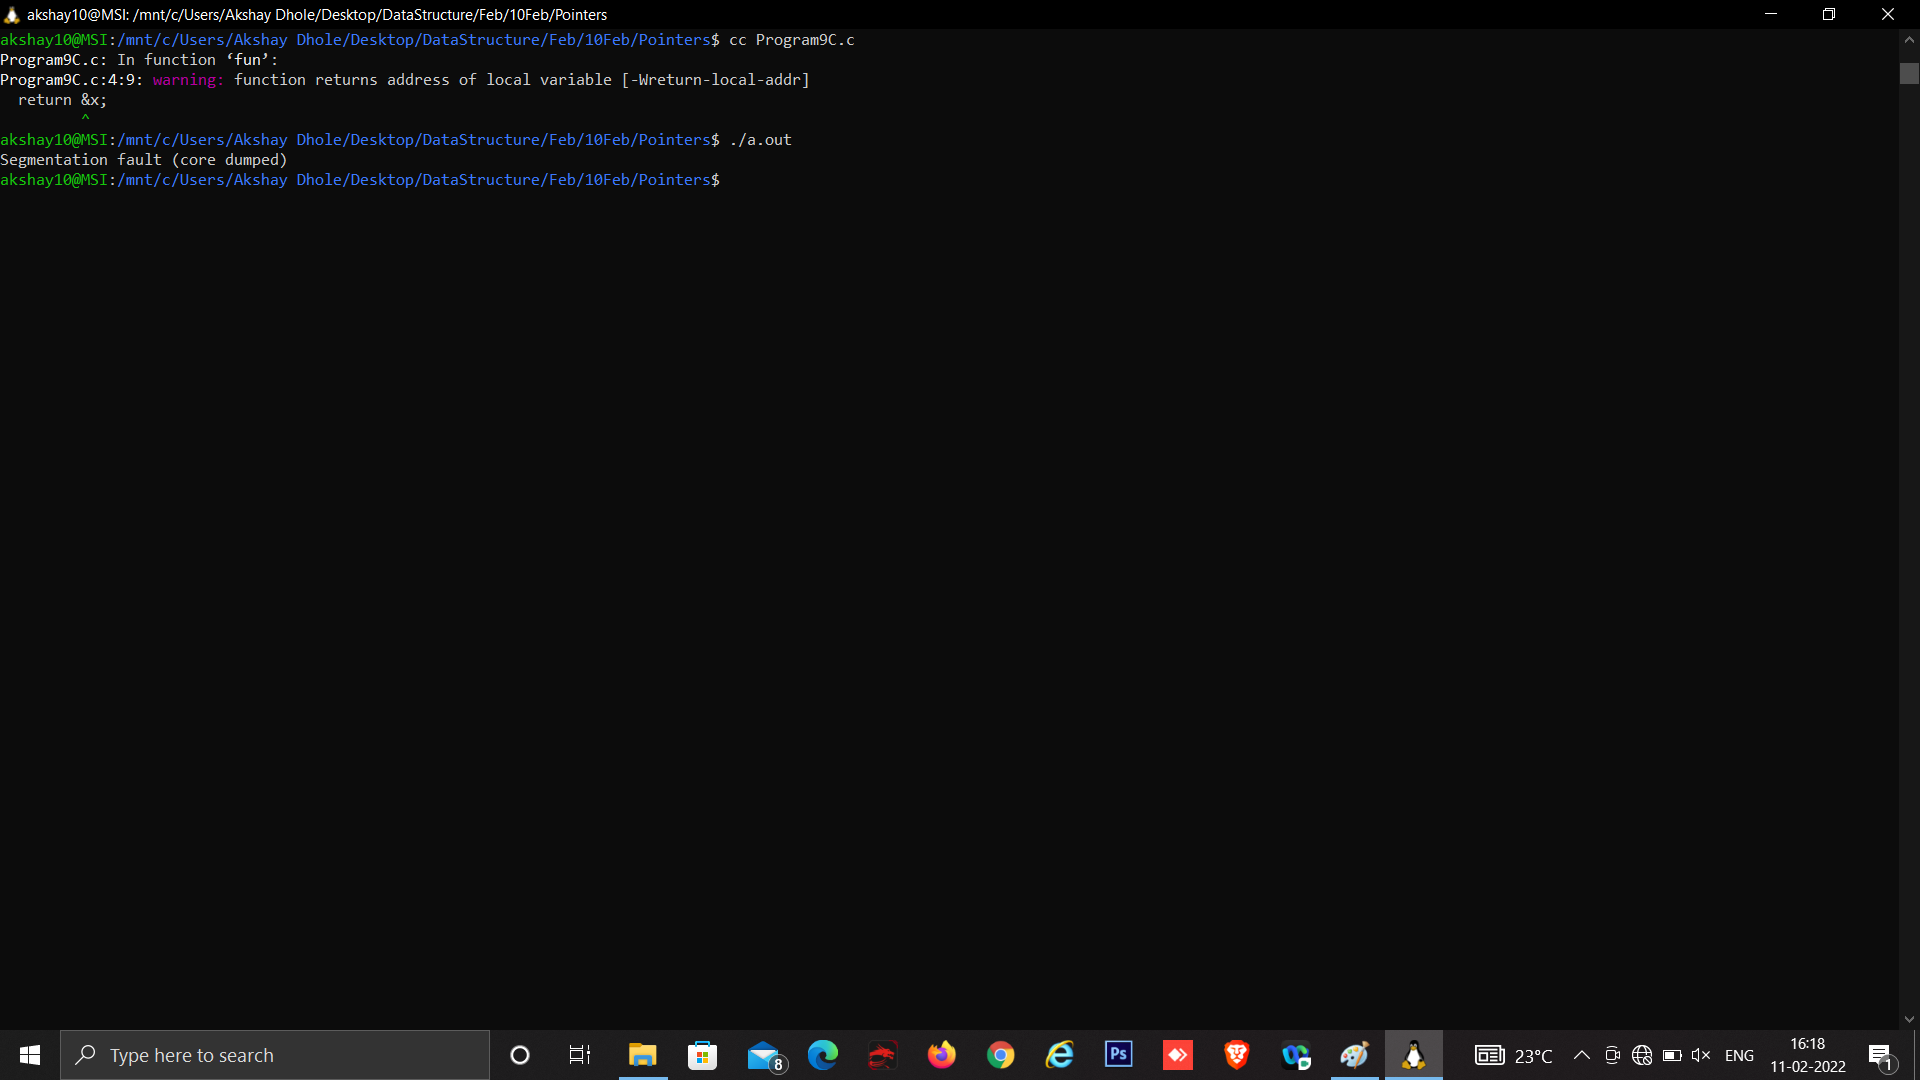 akshay10@MSI: /mnt/c/Users/Akshay Dhole/Desktop/DataStructure/Feb/10Feb/Pointers
akshay10@MSI:/mnt/c/Users/Akshay Dhole/Desktop/DataStructure/Feb/10Feb/Pointers$ cc Program9C.c
Program9C.c: In function ‘fun’:
Program9C.c:4:9: warning: function returns address of local variable [-Wreturn-local-addr]
  return &x;
         ^
akshay10@MSI:/mnt/c/Users/Akshay Dhole/Desktop/DataStructure/Feb/10Feb/Pointers$ ./a.out
Segmentation fault (core dumped)
akshay10@MSI:/mnt/c/Users/Akshay Dhole/Desktop/DataStructure/Feb/10Feb/Pointers$
Type here to search
8
Ps
23°C
ENG
16:18
11-02-2022
1